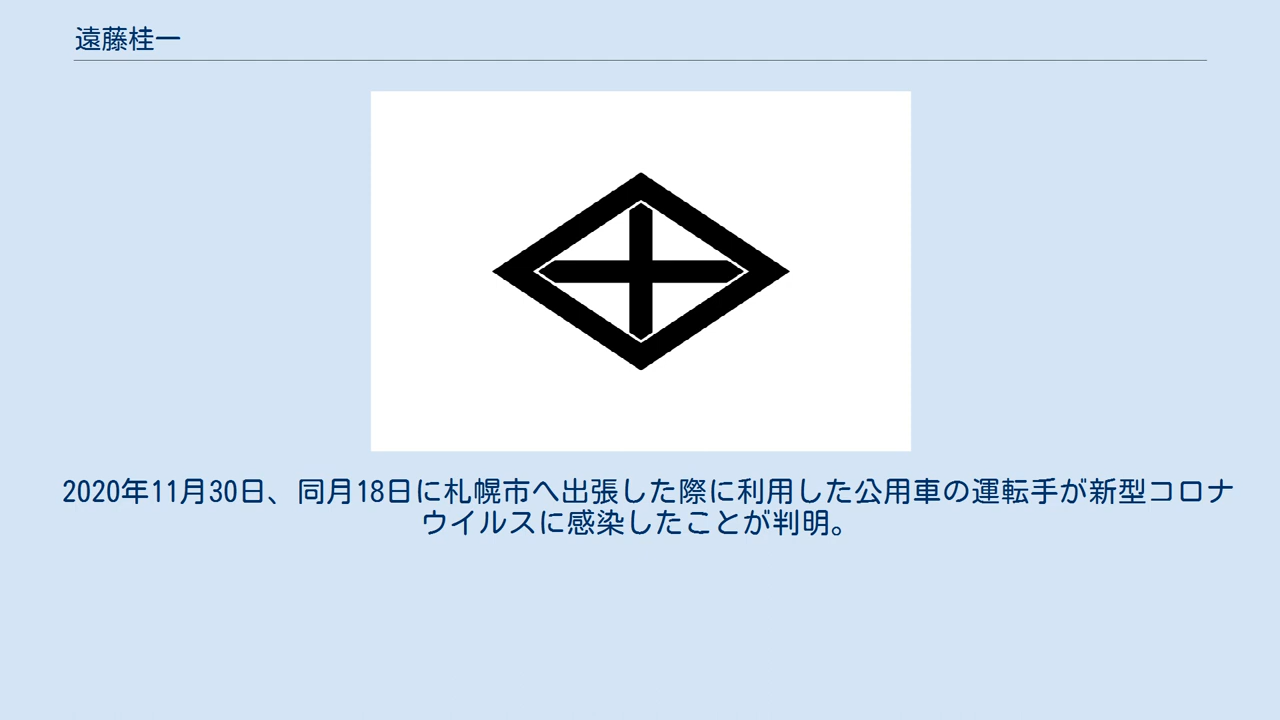 遠藤桂一
2020年11月30日、同月18日に札幌市へ出張した際に利用した公用車の運転手が新型コロナ
ウイルスに感染したことが判明。